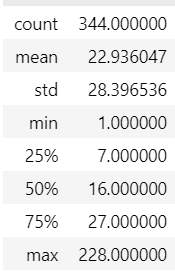 count 344.000000
mean 22.936047
std 28.396536
min 1.000000
25% 7.000000
50% 16.000000
75% 27.000000
max 228.000000